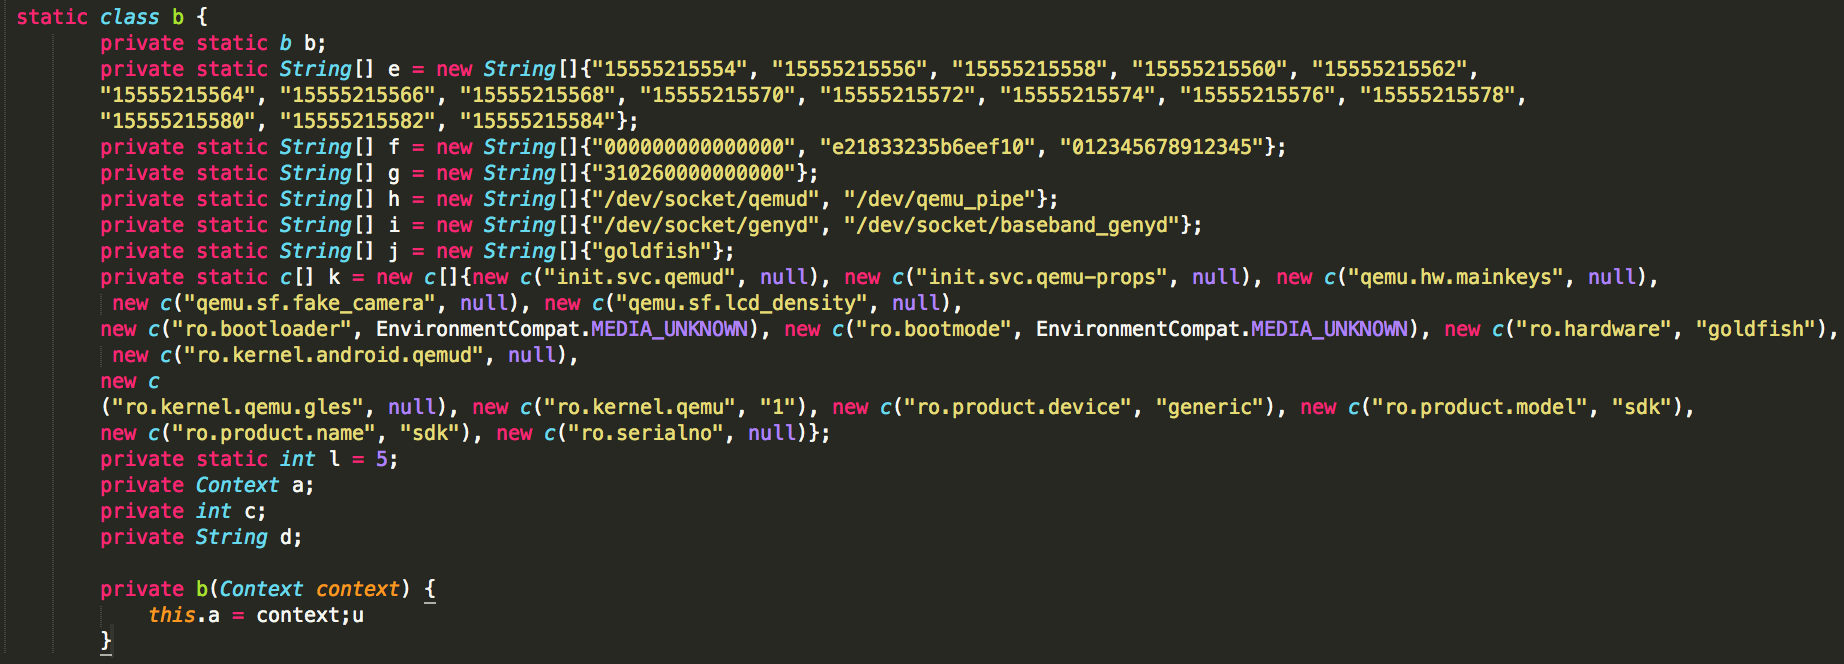 static class b {
private static b b;
private static String[] e = new String[]{"15555215554", "15555215556", "15555215558", "15555215560", "15555215562",
"15555215564", "15555215566", "15555215568", "15555215570", "15555215572", "15555215574", "15555215576", "15555215578",
"15555215580", "15555215582", "15555215584"};
private static String[] f = new String[]{"000000000000000", "e21833235b6eef10", "012345678912345"};
private static String[] g = new String[]{"310260000000000"};
private static String[] h = new String[]{"/dev/socket/qemud", "/dev/qemu_pipe"};
private static String[] i = new String[]{"/dev/socket/genyd", "/dev/socket/baseband_genyd"};
private static String[] j = new String[]{"goldfish"};
private static c[] k = new c[]{new c("init.svc.qemud", null), new c("init.svc.qemu-props", null), new c("qemu.hw.mainkeys", null),
new c("qemu.sf.fake_camera", null), new c("qemu.sf.lcd_density", null),
new c("ro.bootloader", EnvironmentCompat.MEDIA_UNKNOWN), new c("ro.bootmode", EnvironmentCompat.MEDIA_UNKNOWN), new c("ro.hardware", "goldfish"),
new c("ro.kernel.android.qemud", null),
new c
("ro.kernel.qemu.gles", null), new c("ro.kernel.qemu", "1"), new c("ro.product.device", "generic"), new c("ro.product.model", "sdk"),
new c("ro.product.name", "sdk"), new c("ro.serialno", null)};
private static int l = 5;
private Context a;
private int c;
private String d;
private b(Context context) {
this.a = context;u
}